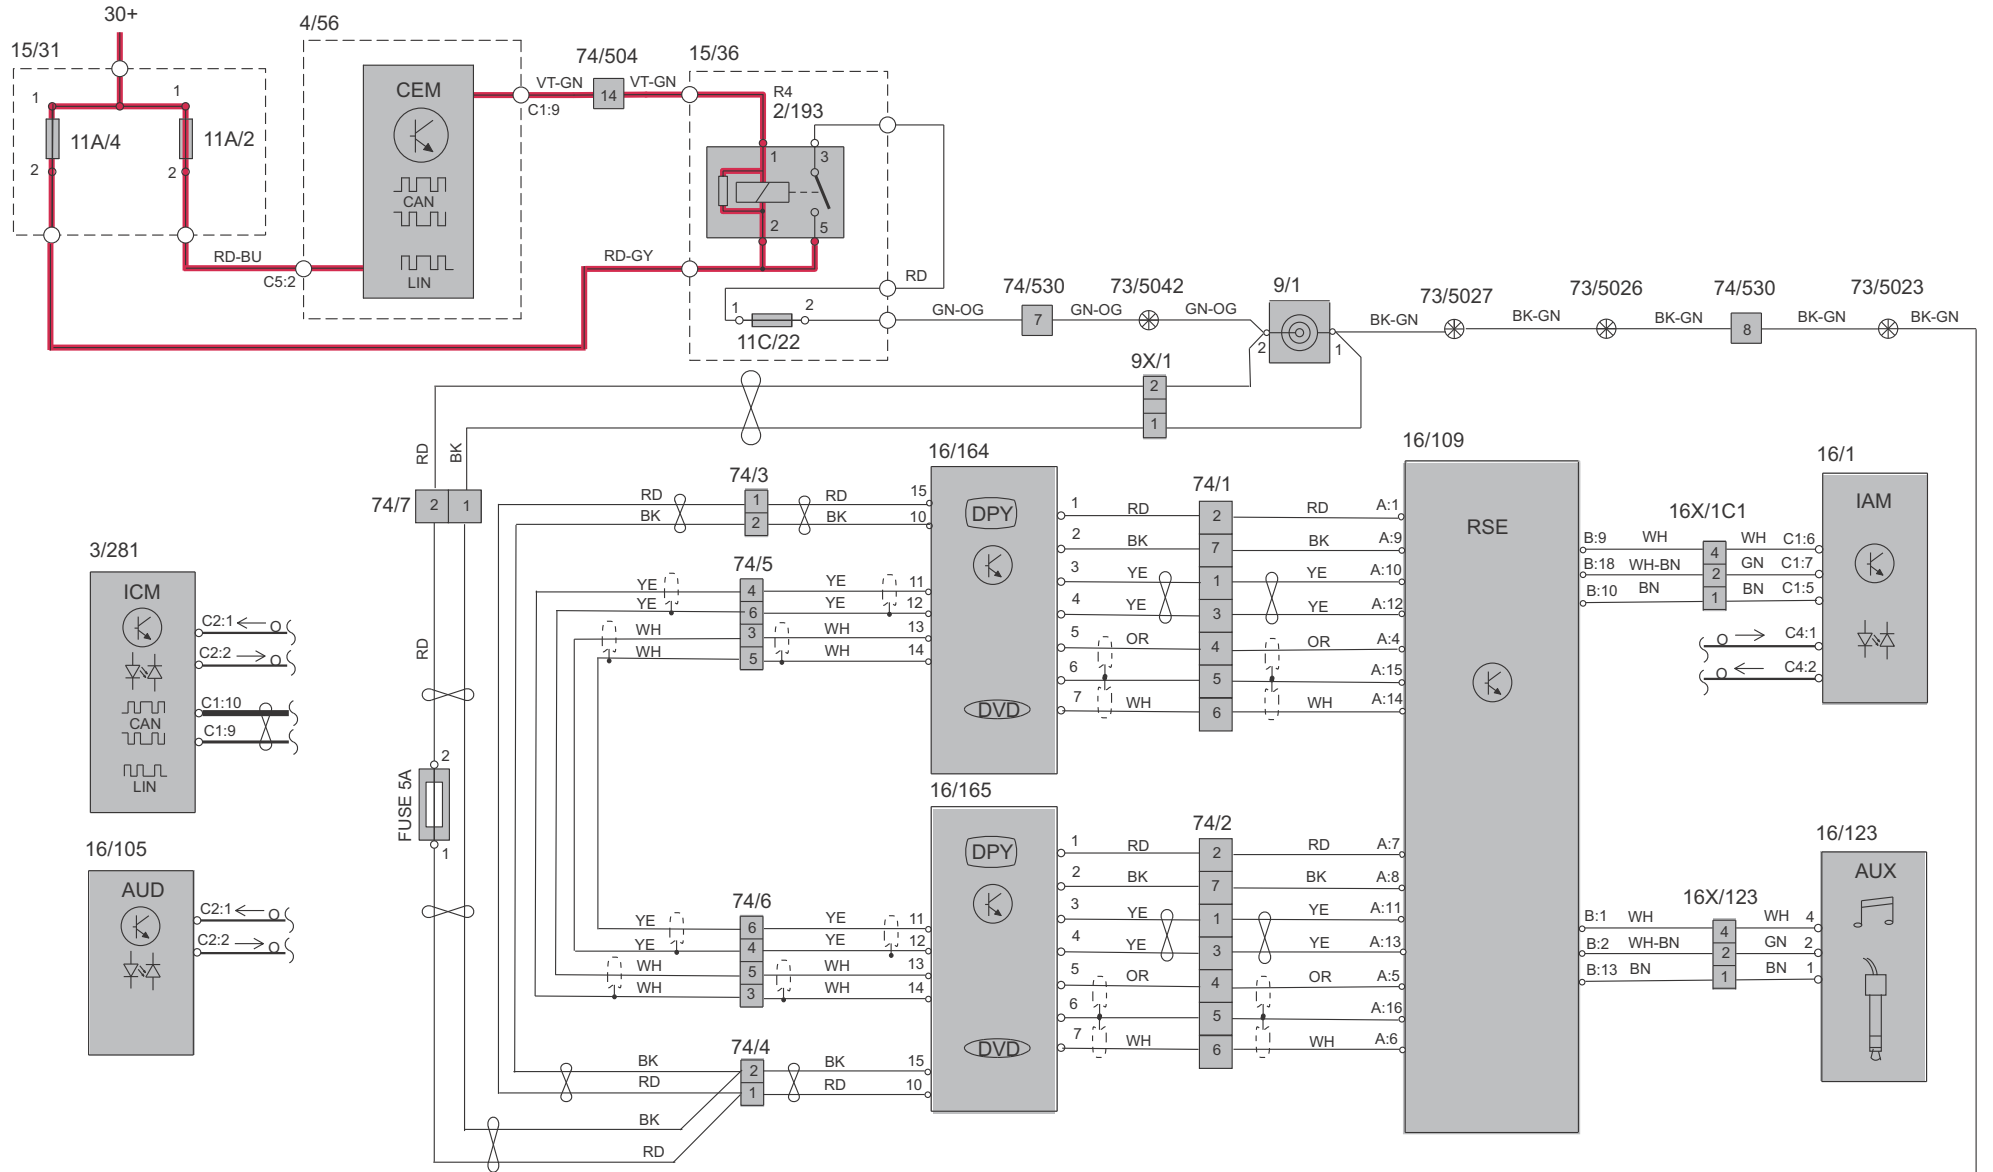 30+
15/31
1
1
11A/4
11A/2
2
2
RD-BU
C5:2
4/56
CEM
CAN
LIN
C1:9
VT-GN
74/504
14
VT-GN
15/36
R4
2/193
1
3
2
5
RD-GY
RD
1
2
11C/22
GN-OG
74/530
7
GN-OG
73/5042
GN-OG
9/1
2
1
BK-GN
73/5027
BK-GN
73/5026
BK-GN
74/530
8
BK-GN
73/5023
BK-GN
9X/1
2
1
RD
BK
74/7
2
1
RD
FUSE 5A
2
1
3/281
ICM
CAN
LIN
C2:1
C2:2
C1:10
C1:9
16/105
AUD
C2:1
C2:2
74/3
RD 1 RD 15
BK 2 BK 10
74/5
YE 4 YE 11
YE 6 YE 12
WH 3 WH 13
WH 5 WH 14
16/164
DPY
DVD
74/1
1 RD 2 RD A:1
2 BK 7 BK A:9
3 YE 1 YE A:10
4 YE 3 YE A:12
5 OR 4 OR A:4
6 5 A:15
7 WH 6 WH A:14
74/6
YE 6 YE 11
YE 4 YE 12
WH 5 WH 13
WH 3 WH 14
74/4
BK 2 BK 15
RD 1 RD 10
BK
RD
16/165
DPY
DVD
74/2
1 RD 2 RD A:7
2 BK 7 BK A:8
3 YE 1 YE A:11
4 YE 3 YE A:13
5 OR 4 OR A:5
6 5 A:16
7 WH 6 WH A:6
16/109
RSE
16X/1C1
B:9 WH 4 WH C1:6
B:18 WH-BN 2 GN C1:7
B:10 BN 1 BN C1:5
C4:1
C4:2
16/1
IAM
16X/123
B:1 WH 4 WH 4
B:2 WH-BN 2 GN 2
B:13 BN 1 BN 1
16/123
AUX